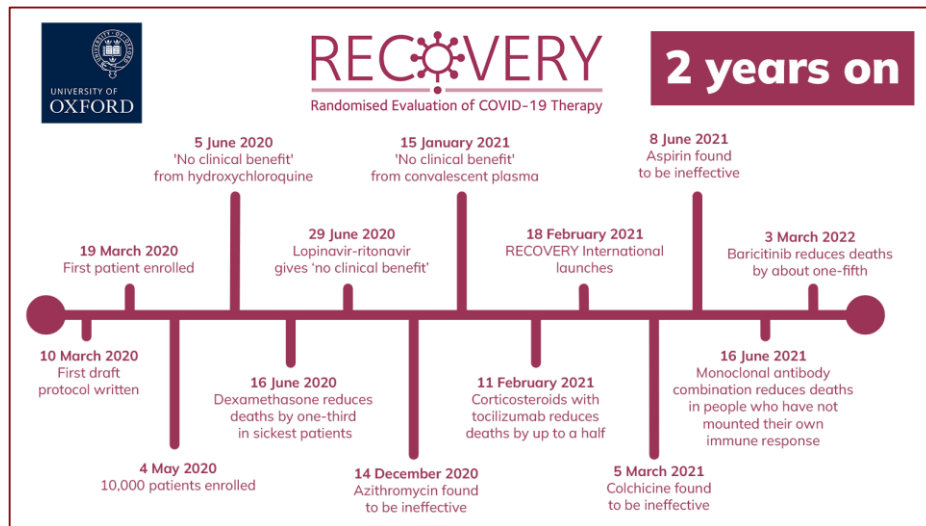 UNIVERSITY OF
OXFORD
RECOVERY
Randomised Evaluation of COVID-19 Therapy
2 years on
5 June 2020
'No clinical benefit'
from hydroxychloroquine
15 January 2021
'No clinical benefit'
from convalescent plasma
8 June 2021
Aspirin found
to be ineffective
19 March 2020
First patient enrolled
29 June 2020
Lopinavir-ritonavir
gives ‘no clinical benefit’
18 February 2021
RECOVERY International
launches
3 March 2022
Baricitinib reduces deaths
by about one-fifth
10 March 2020
First draft
protocol written
16 June 2020
Dexamethasone reduces
deaths by one-third
in sickest patients
11 February 2021
Corticosteroids with
tocilizumab reduces
deaths by up to a half
16 June 2021
Monoclonal antibody
combination reduces deaths
in people who have not
mounted their own
immune response
4 May 2020
10,000 patients enrolled
14 December 2020
Azithromycin found
to be ineffective
5 March 2021
Colchicine found
to be ineffective